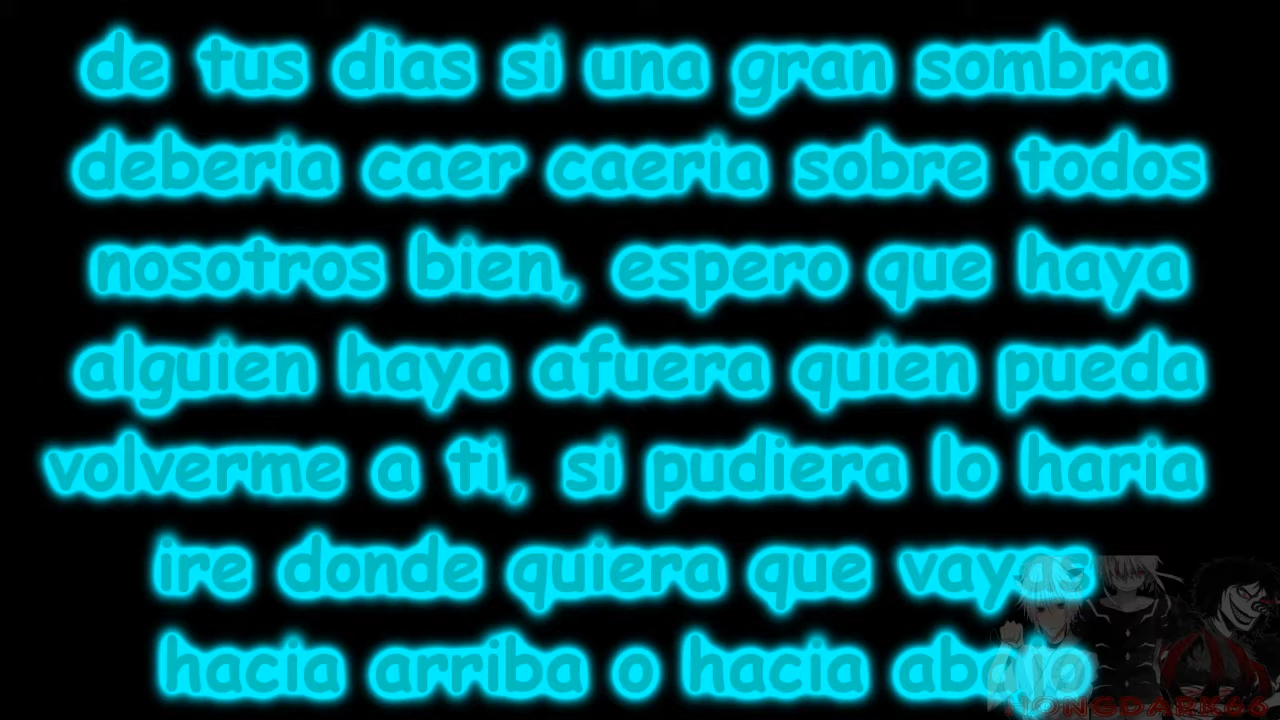 de tus dias si una gran sombra
deberia caer caeria sobre todos
nosotros bien, espero que haya
alguien haya afuera quien pueda
volverme a ti, si pudiera lo haria
ire donde quiera que vayas
hacia arriba o hacia abajo
HONGDARK66